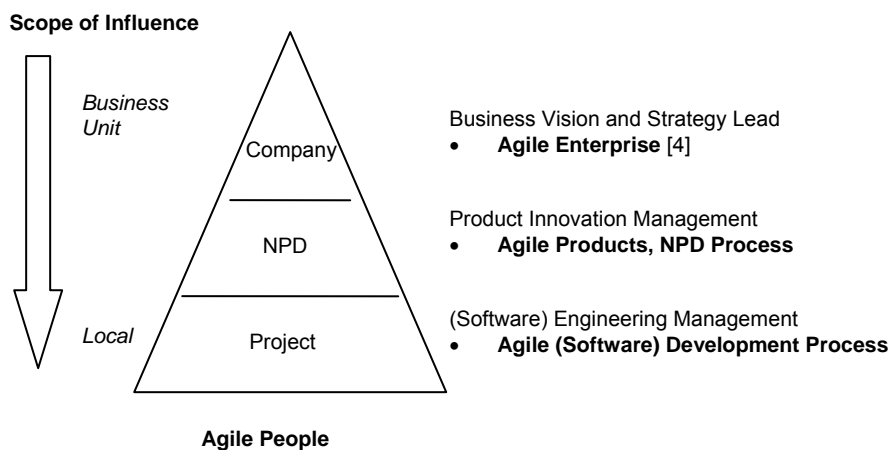 Scope of Influence
Business
Unit
Company
Business Vision and Strategy Lead
• Agile Enterprise [4]
NPD
Product Innovation Management
• Agile Products, NPD Process
Local
Project
(Software) Engineering Management
• Agile (Software) Development Process
Agile People